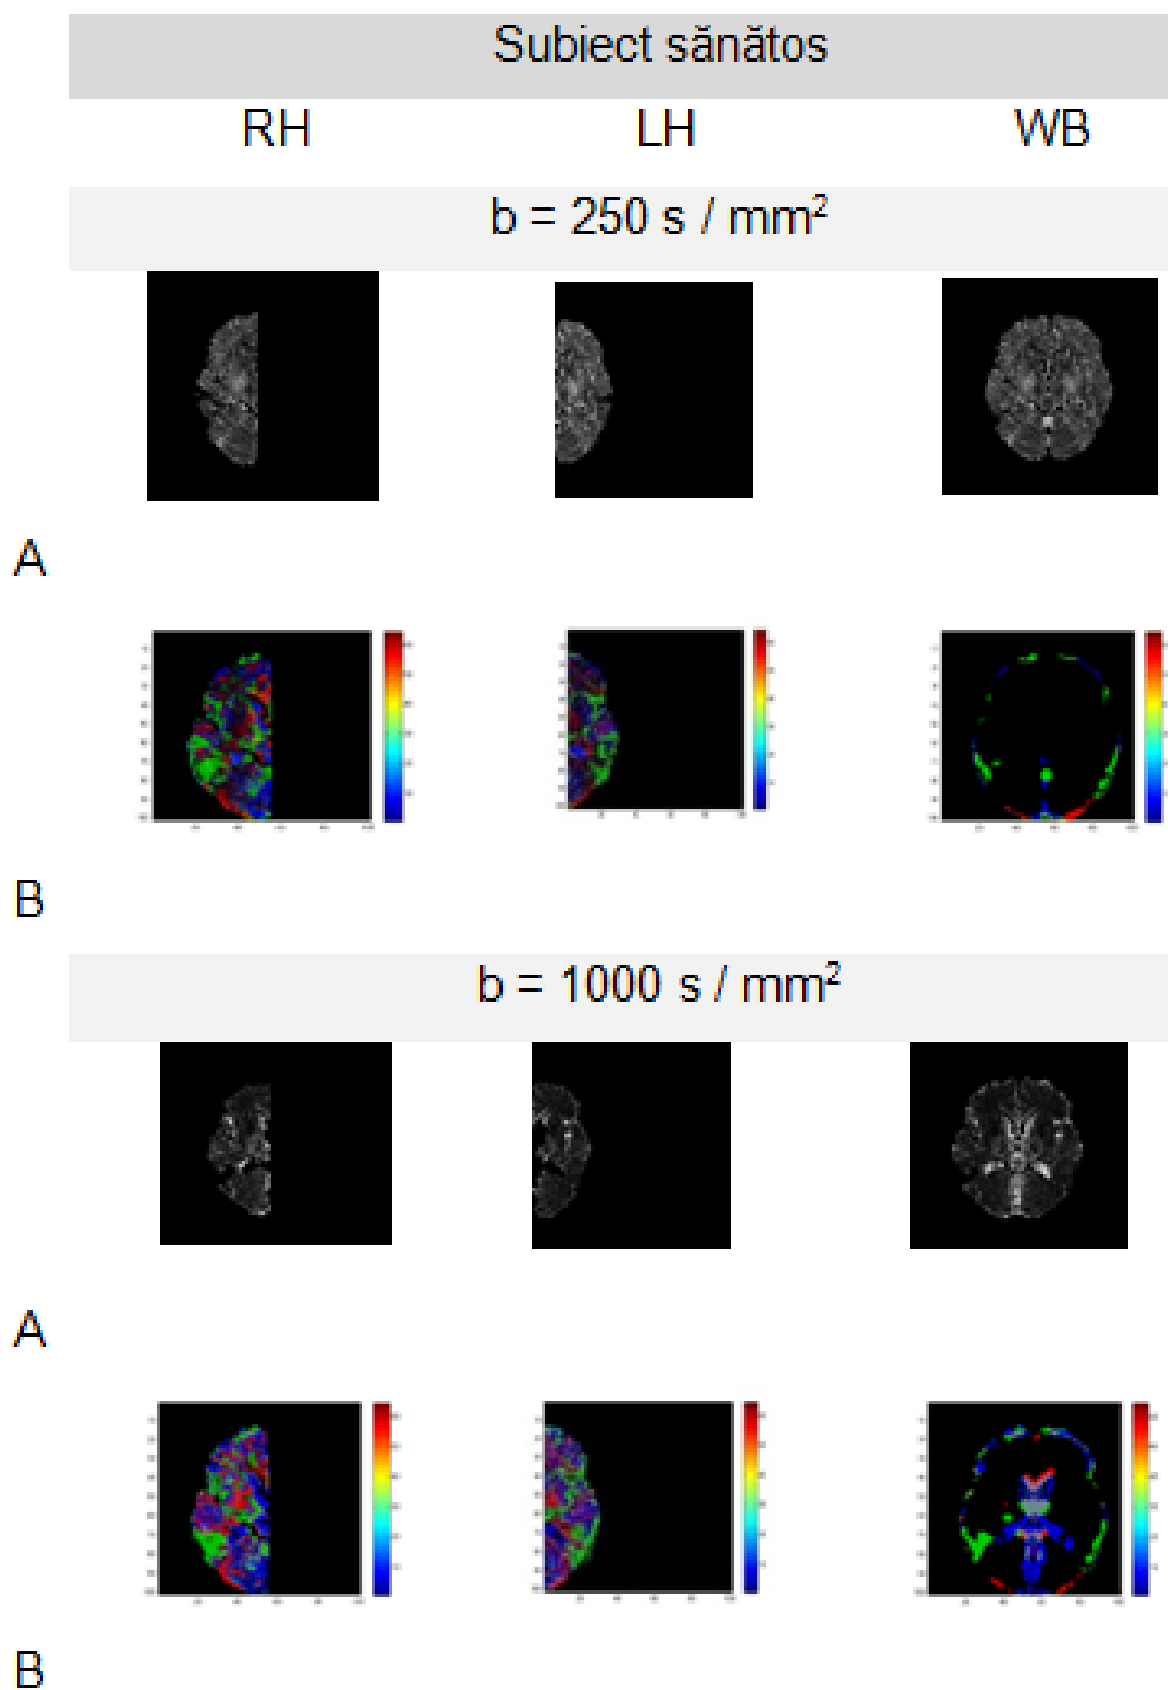 Subiect sănătos
RH LH WB
b = 250 s / mm²
A
B
b = 1000 s / mm²
A
B